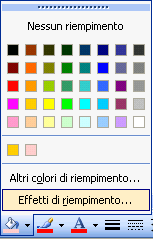 Nessun riempimento
Altri colori di riempimento...
Effetti di riempimento...
A